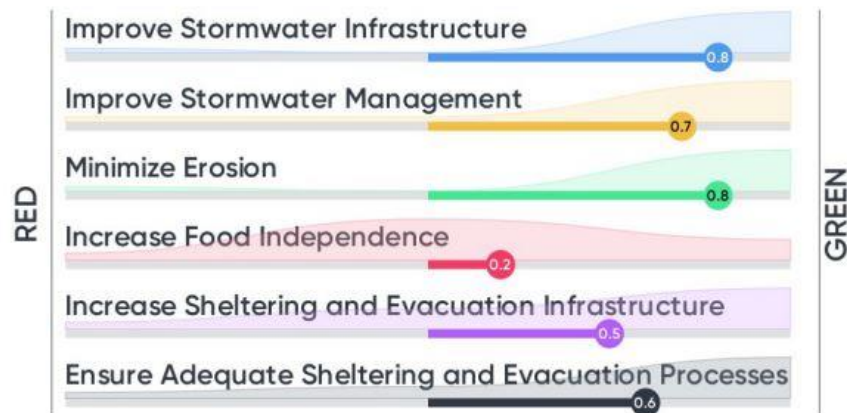 Improve Stormwater Infrastructure
0.8
Improve Stormwater Management
0.7
Minimize Erosion
0.8
RED
Increase Food Independence
0.2
GREEN
Increase Sheltering and Evacuation Infrastructure
0.5
Ensure Adequate Sheltering and Evacuation Processes
0.6